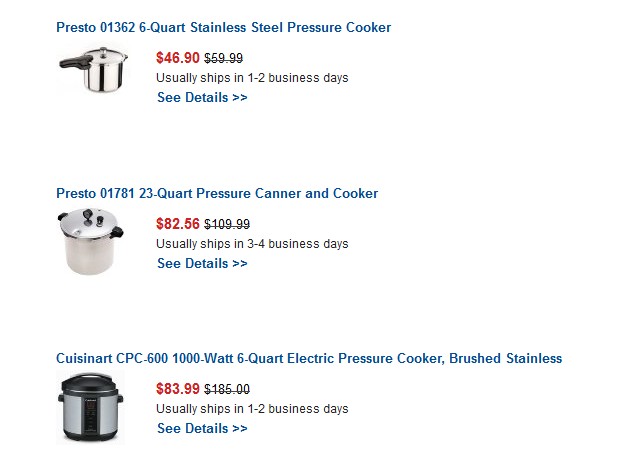 Presto 01362 6-Quart Stainless Steel Pressure Cooker
$46.90 $59.99
Usually ships in 1-2 business days
See Details >>
Presto 01781 23-Quart Pressure Canner and Cooker
$82.56 $109.99
Usually ships in 3-4 business days
See Details >>
Cuisinart CPC-600 1000-Watt 6-Quart Electric Pressure Cooker, Brushed Stainless
$83.99 $185.00
Usually ships in 1-2 business days
See Details >>